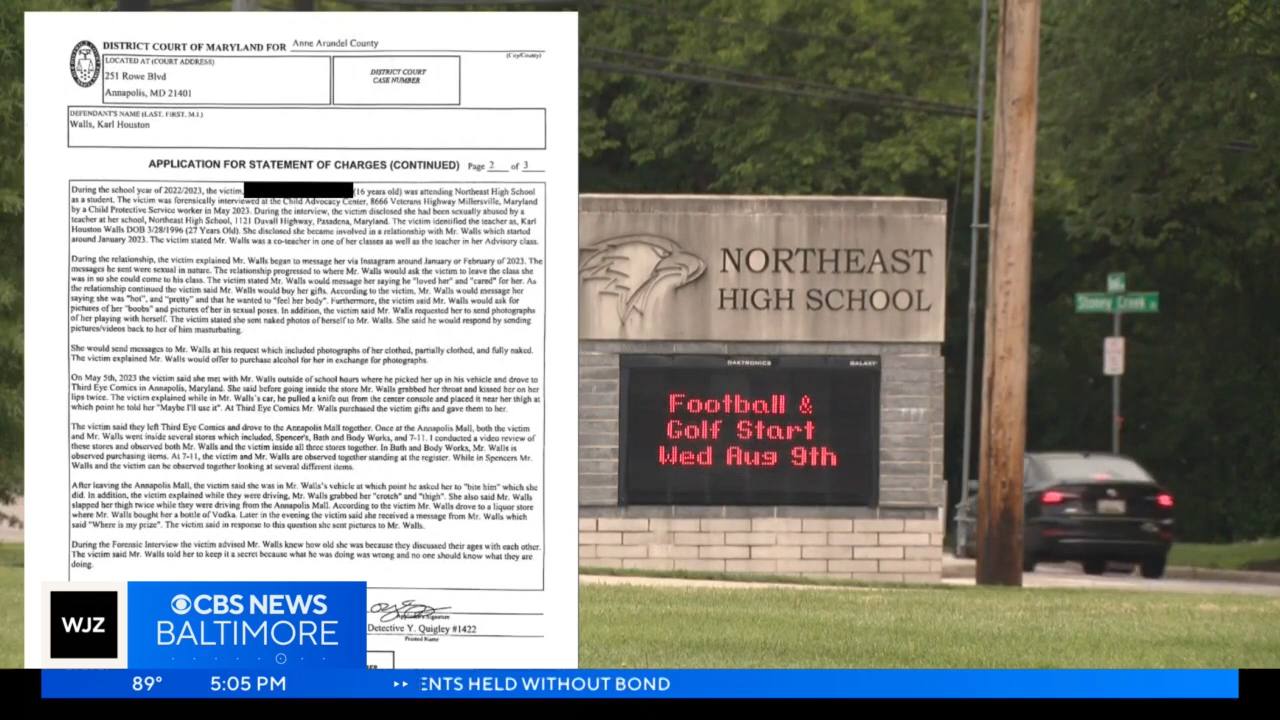 DISTRICT COURT OF MARYLAND FOR Anne Arundel County
(City/County)
LOCATED AT (COURT ADDRESS)
251 Rowe Blvd
Annapolis, MD 21401
DISTRICT COURT
CASE NUMBER
DEFENDANT'S NAME (LAST, FIRST, M.I.)
Walls, Karl Houston
APPLICATION FOR STATEMENT OF CHARGES (CONTINUED) Page 2 of 3
During the school year of 2022/2023, the victim, (16 years old) was attending Northeast High School
as a student. The victim was forensically interviewed at the Child Advocacy Center, 8666 Veterans Highway Millersville, Maryland
by a Child Protective Service worker in May 2023. During the interview, the victim disclosed she had been sexually abused by a
teacher at her school, Northeast High School, 1121 Duvall Highway, Pasadena, Maryland. The victim identified the teacher as, Karl
Houston Walls DOB 3/28/1996 (27 Years Old). She disclosed she became involved in a relationship with Mr. Walls which started
around January 2023. The victim stated Mr. Walls was a co-teacher in one of her classes as well as the teacher in her Advisory class.
During the relationship, the victim explained Mr. Walls began to message her via Instagram around January or February of 2023. The
messages he sent were sexual in nature. The relationship progressed to where Mr. Walls would ask the victim to leave the class she
was in so she could come to his class. The victim stated Mr. Walls would message her saying he "loved her" and "cared" for her. As
the relationship continued the victim said Mr. Walls would buy her gifts. According to the victim, Mr. Walls would message her
saying she was "hot", and "pretty" and that he wanted to "feel her body". Furthermore, the victim said Mr. Walls would ask for
pictures of her "boobs" and pictures of her in sexual poses. In addition, the victim said Mr. Walls requested her to send photographs
of her playing with herself. The victim stated she sent naked photos of herself to Mr. Walls. She said he would respond by sending
pictures/videos back to her of him masturbating.
She would send messages to Mr. Walls at his request which included photographs of her clothed, partially clothed, and fully naked.
The victim explained Mr. Walls would offer to purchase alcohol for her in exchange for photographs.
On May 5th, 2023 the victim said she met with Mr. Walls outside of school hours where he picked her up in his vehicle and drove to
Third Eye Comics in Annapolis, Maryland. She said before going inside the store Mr. Walls grabbed her throat and kissed her on her
lips twice. The victim explained while in Mr. Walls's car, he pulled a knife out from the center console and placed it near her thigh at
which point he told her "Maybe I'll use it". At Third Eye Comics Mr. Walls purchased the victim gifts and gave them to her.
The victim said they left Third Eye Comics and drove to the Annapolis Mall together. Once at the Annapolis Mall, both the victim
and Mr. Walls went inside several stores which included, Spencer's, Bath and Body Works, and 7-11. I conducted a video review of
these stores and observed both Mr. Walls and the victim inside all three stores together. In Bath and Body Works, Mr. Walls is
observed purchasing items. At 7-11, they are observed together standing at the register. While in Spencers Mr.
Walls and the victim can be observed together looking at several different items.
After leaving the Annapolis Mall, the victim said she was in Mr. Walls's vehicle at which point he asked her to "bite him" which she
did. In addition, the victim explained while they were driving, Mr. Walls grabbed her "crotch" and "thigh". She also said Mr. Walls
slapped her thigh twice while they were driving from the Annapolis Mall. According to the victim Mr. Walls drove to a liquor store
where Mr. Walls bought her a bottle of Vodka. Later in the evening the victim said she received a message from Mr. Walls which
said "Where is my prize". The victim said in response to this question she sent pictures to Mr. Walls.
During the Forensic Interview the victim advised Mr. Walls knew how old she was because they discussed their ages with each other.
The victim said Mr. Walls told her to keep it a secret because what he was doing was wrong and no one should know what they are
doing.
Detective Y. Quigley #1422
Printed Name
NORTHEAST
HIGH SCHOOL
DAKTRONICS GALAXY
Football &
Golf Start
Wed Aug 9th
Stoney Creek
WJZ
CBS NEWS
BALTIMORE
89° 5:05 PM ENTS HELD WITHOUT BOND